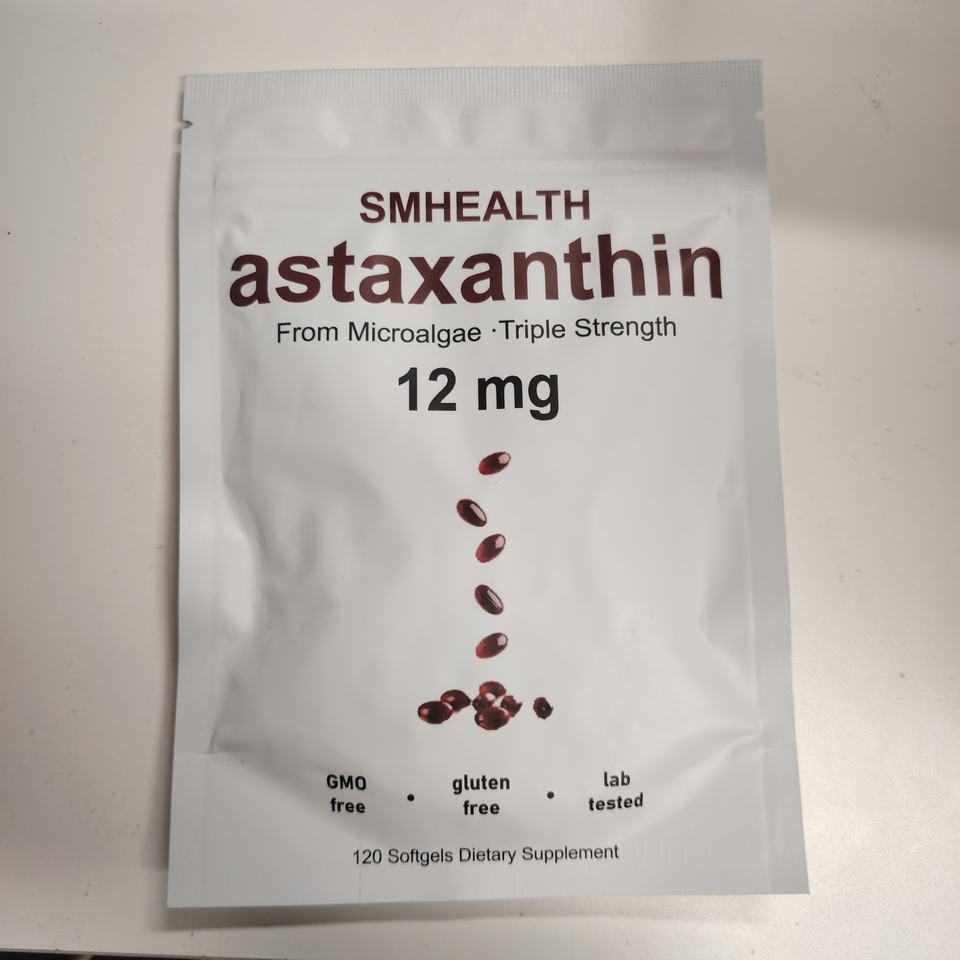 SMHEALTH
astaxanthin
From Microalgae ·Triple Strength
12 mg
GMO free • gluten free • lab tested
120 Softgels Dietary Supplement